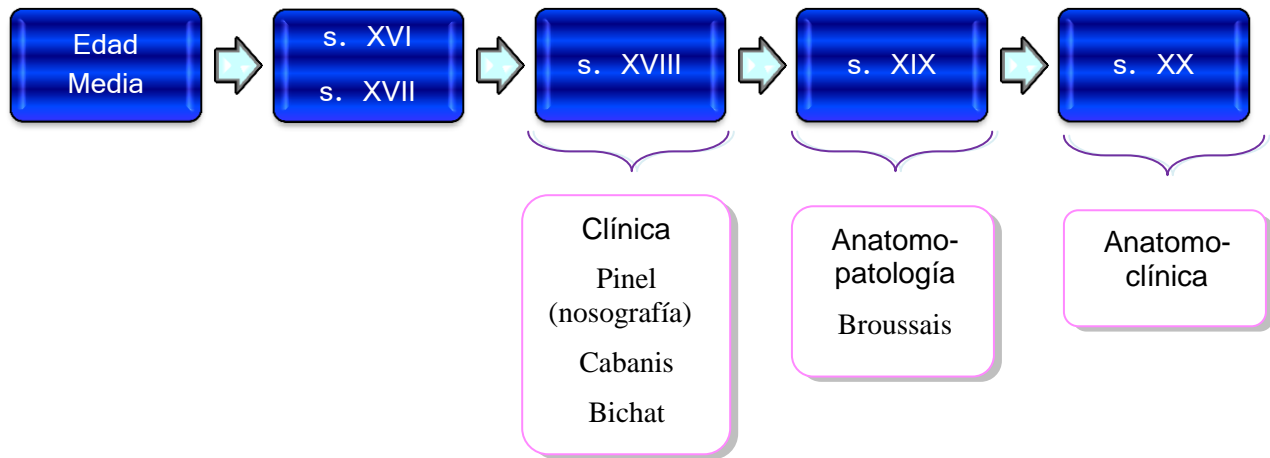 Edad
Media
s. XVI
s. XVII
s. XVIII
s. XIX
s. XX
Clínica
Pinel
(nosografía)
Cabanis
Bichat
Anatomo-
patología
Broussais
Anatomo-
clínica